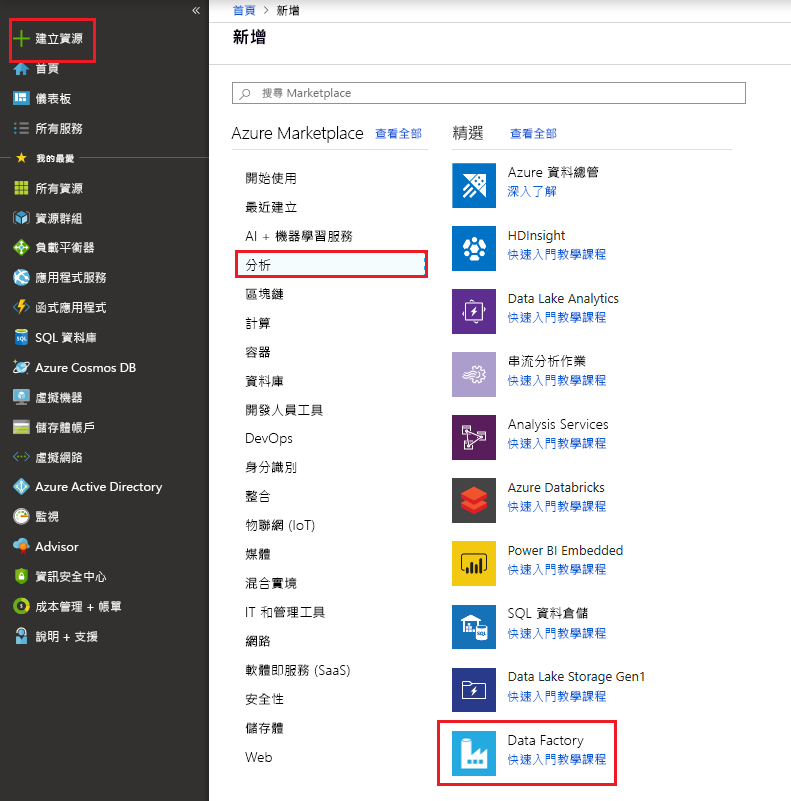 建立資源
首頁
儀表板
所有服務
我的最愛
所有資源
資源群組
負載平衡器
應用程式服務
函式應用程式
SQL 資料庫
Azure Cosmos DB
虛擬機器
儲存體帳戶
虛擬網路
Azure Active Directory
監視
Advisor
資訊安全中心
成本管理 + 帳單
說明 + 支援
首頁 > 新增
新增
搜尋 Marketplace
Azure Marketplace 查看全部
開始使用
最近建立
AI + 機器學習服務
分析
區塊鏈
計算
容器
資料庫
開發人員工具
DevOps
身分識別
整合
物聯網 (IoT)
媒體
混合實境
IT 和管理工具
網路
軟體即服務 (SaaS)
安全性
儲存體
Web
精選 查看全部
Azure 資料總管
深入了解
HDInsight
快速入門教學課程
Data Lake Analytics
快速入門教學課程
串流分析作業
快速入門教學課程
Analysis Services
快速入門教學課程
Azure Databricks
快速入門教學課程
Power BI Embedded
快速入門教學課程
SQL 資料倉儲
快速入門教學課程
Data Lake Storage Gen1
快速入門教學課程
Data Factory
快速入門教學課程